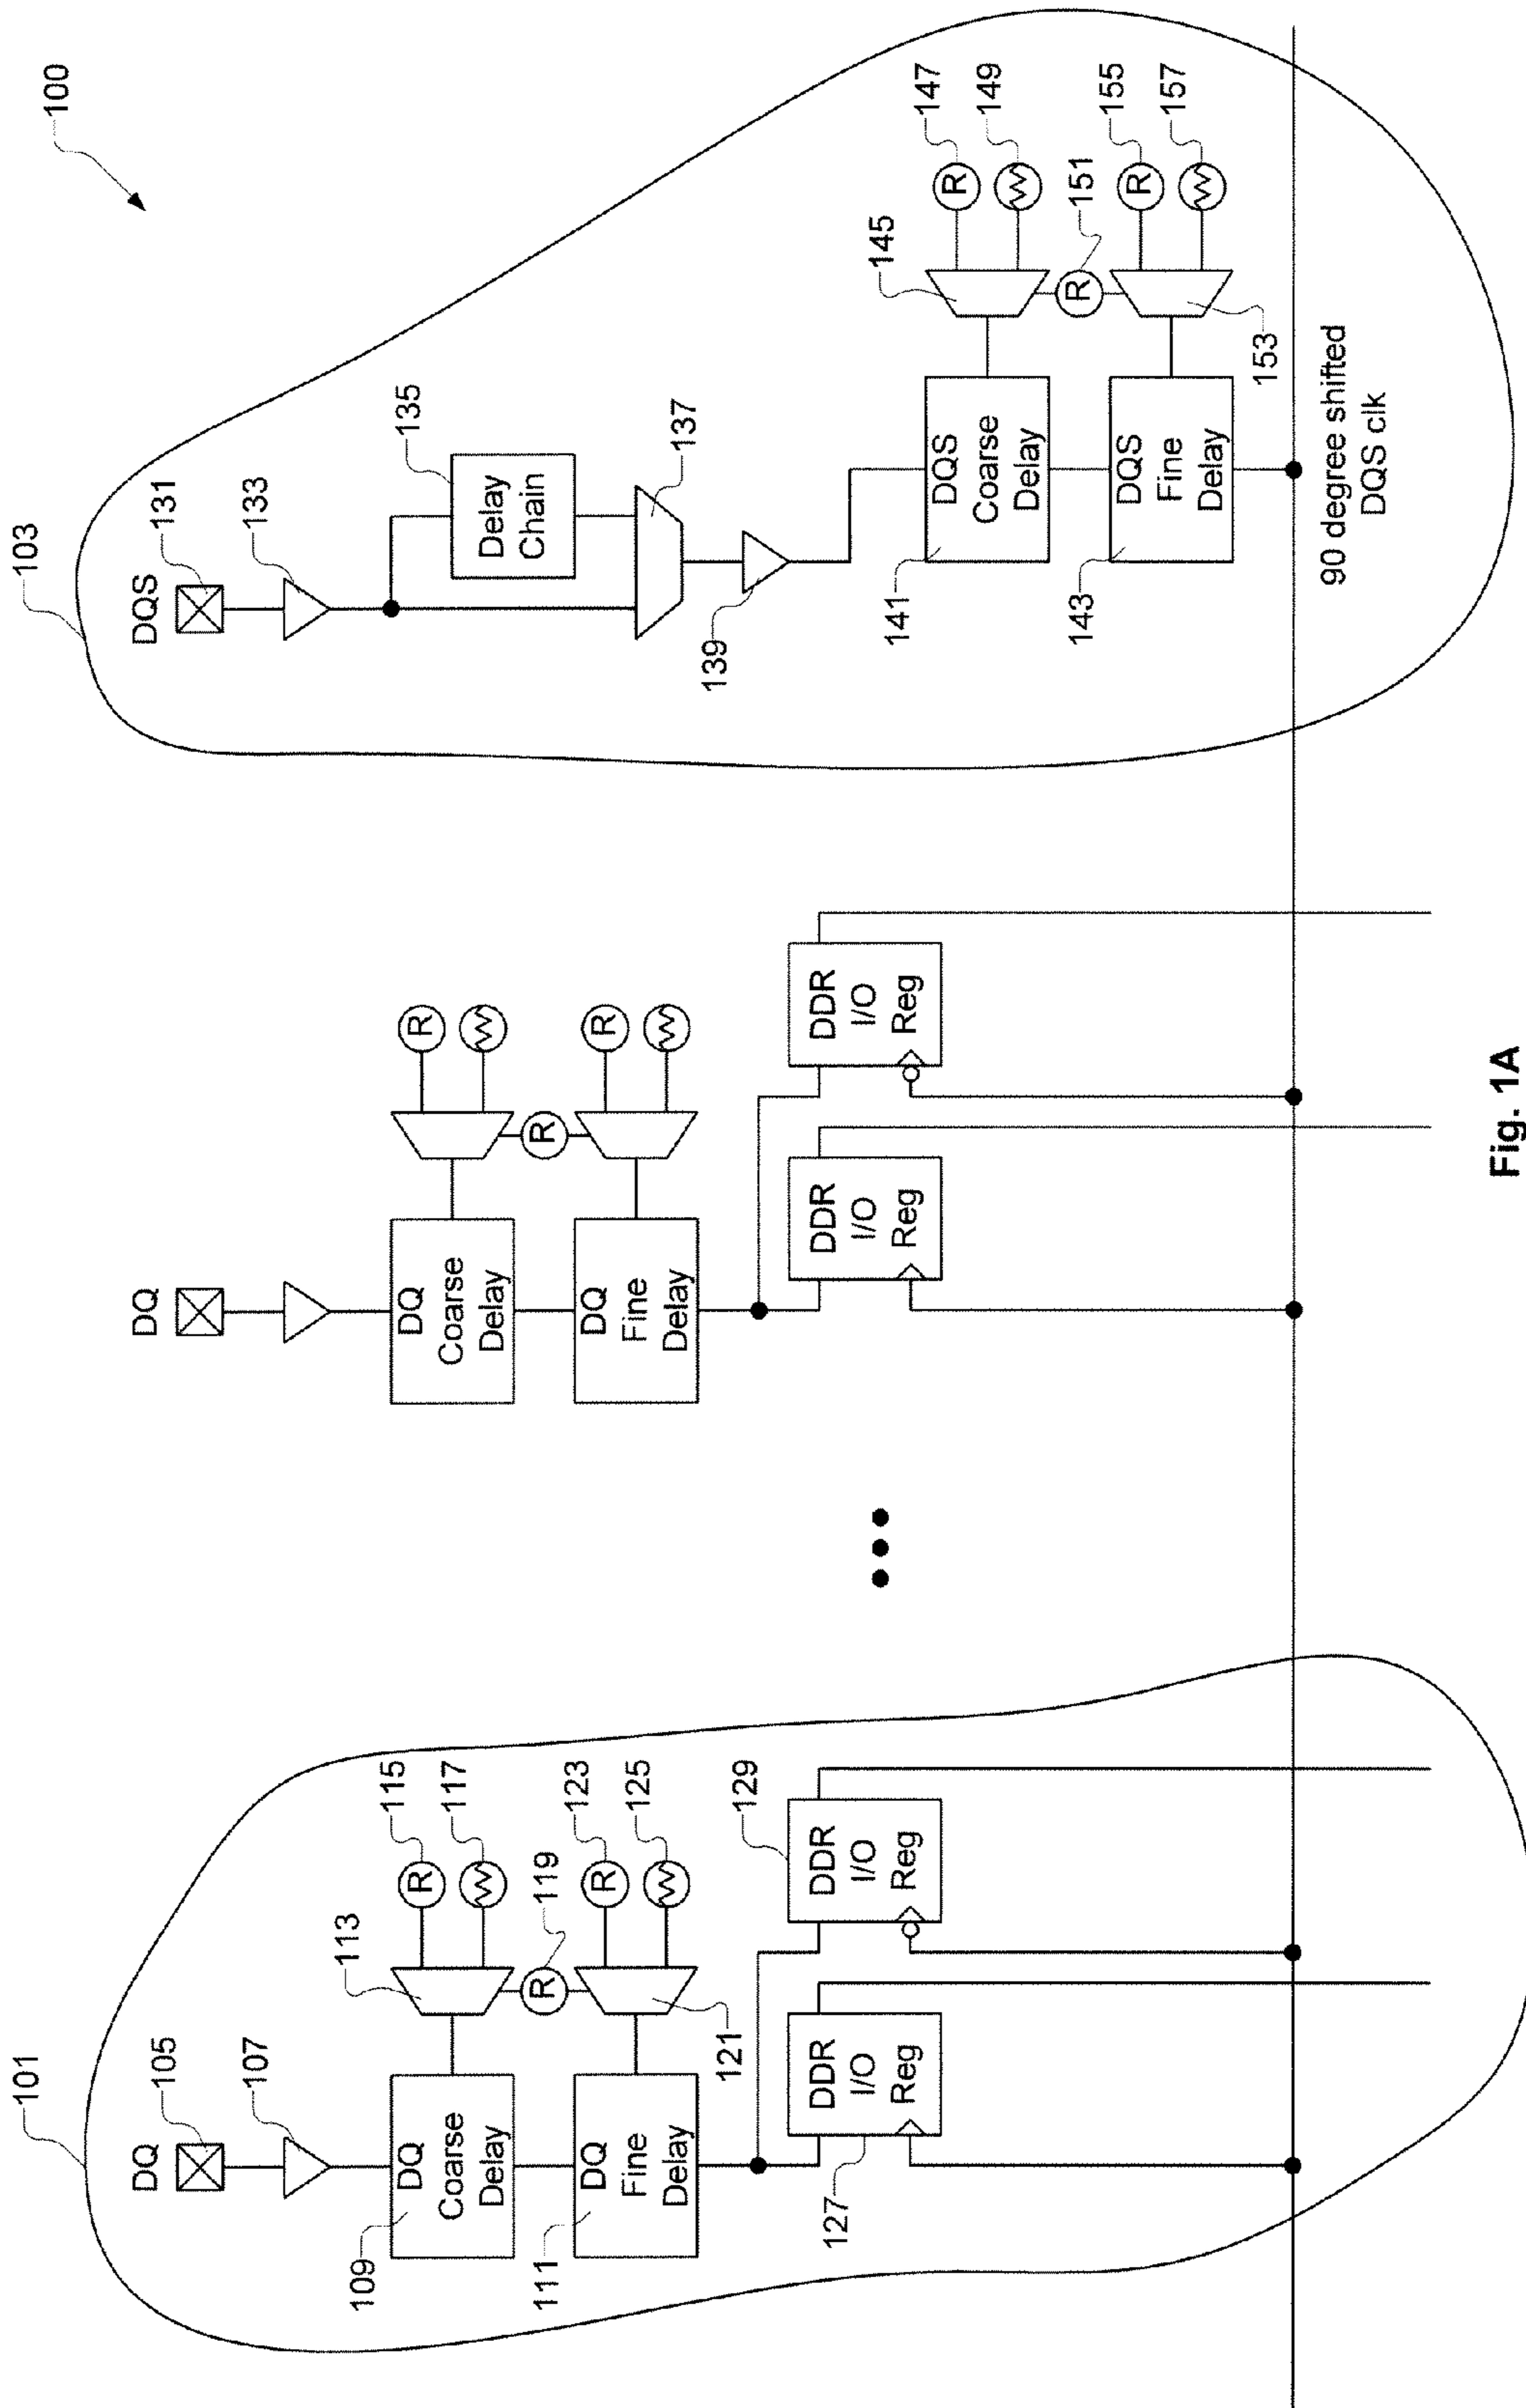 100
101
DQ
105
107
109
DQ
Coarse
Delay
113
R
115
117
R
119
111
DQ
Fine
Delay
121
R
123
125
127
DDR
I/O
Reg
129
DDR
I/O
Reg
DQ
DQ
Coarse
Delay
R
R
DQ
Fine
Delay
R
DDR
I/O
Reg
DDR
I/O
Reg
103
DQS
131
133
135
Delay
Chain
137
139
141
DQS
Coarse
Delay
145
R
147
149
R
151
143
DQS
Fine
Delay
153
R
155
157
90 degree shifted
DQS clk
Fig. 1A